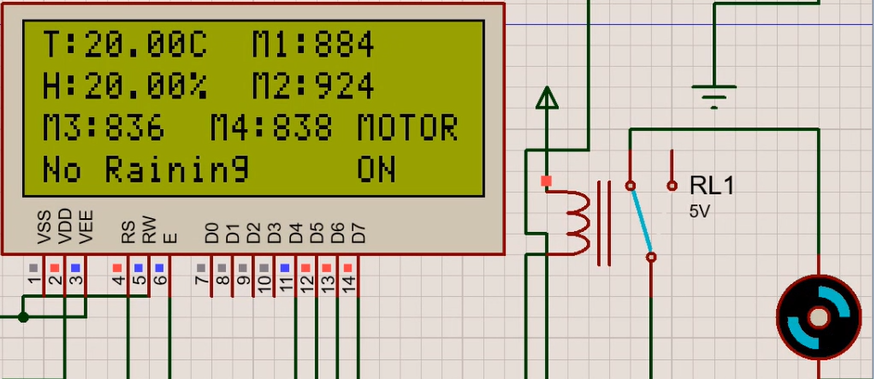 T:20.00C M1:884
H:20.00% M2:924
M3:836 M4:838 MOTOR
No Raining ON
VSS VDD VEE RS RW E D0 D1 D2 D3 D4 D5 D6 D7
1 2 3 4 5 6 7 8 9 10 11 12 13 14
RL1
5V